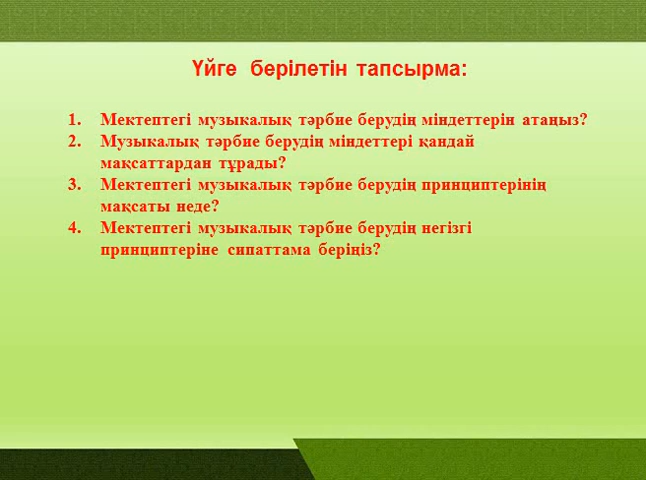 Үйге берілетін тапсырма:
1. Мектептегі музыкалық тәрбие берудің міндеттерін атаңыз?
2. Музыкалық тәрбие берудің міндеттері қандай
мақсаттардан тұрады?
3. Мектептегі музыкалық тәрбие берудің принциптерінің
мақсаты неде?
4. Мектептегі музыкалық тәрбие берудің негізгі
принциптеріне сипаттама беріңіз?